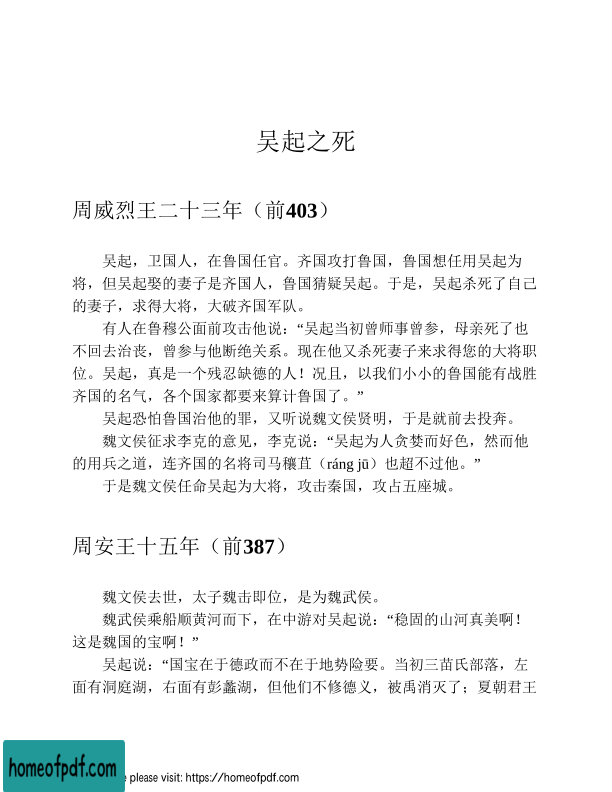 吴起之死
周威烈王二十三年（前403）
吴起，卫国人，在鲁国任官。齐国攻打鲁国，鲁国想任用吴起为
将，但吴起娶的妻子是齐国人，鲁国猜疑吴起。于是，吴起杀死了自己
的妻子，求得大将，大破齐国军队。
有人在鲁穆公面前攻击他说：“吴起当初曾师事曾参，母亲死了也
不回去治丧，曾参与他断绝关系。现在他又杀死妻子来求得您的大将职
位。吴起，真是一个残忍缺德的人！况且，以我们小小的鲁国能有战胜
齐国的名气，各个国家都要来算计鲁国了。”
吴起恐怕鲁国治他的罪，又听说魏文侯贤明，于是就前去投奔。
魏文侯征求李克的意见，李克说：“吴起为人贪婪而好色，然而他
的用兵之道，连齐国的名将司马穰苴（ráng jū）也超不过他。”
于是魏文侯任命吴起为大将，攻击秦国，攻占五座城。
周安王十五年（前387）
魏文侯去世，太子魏击即位，是为魏武侯。
魏武侯乘船顺黄河而下，在中游对吴起说：“稳固的山河真美啊！
这是魏国的宝啊！”
吴起说：“国宝在于德政而不在于地势险要。当初三苗氏部落，左
面有洞庭湖，右面有彭蠡湖，但他们不修德义，被禹消灭了；夏朝君王
homeofpdf.com
please visit: https://homeofpdf.com